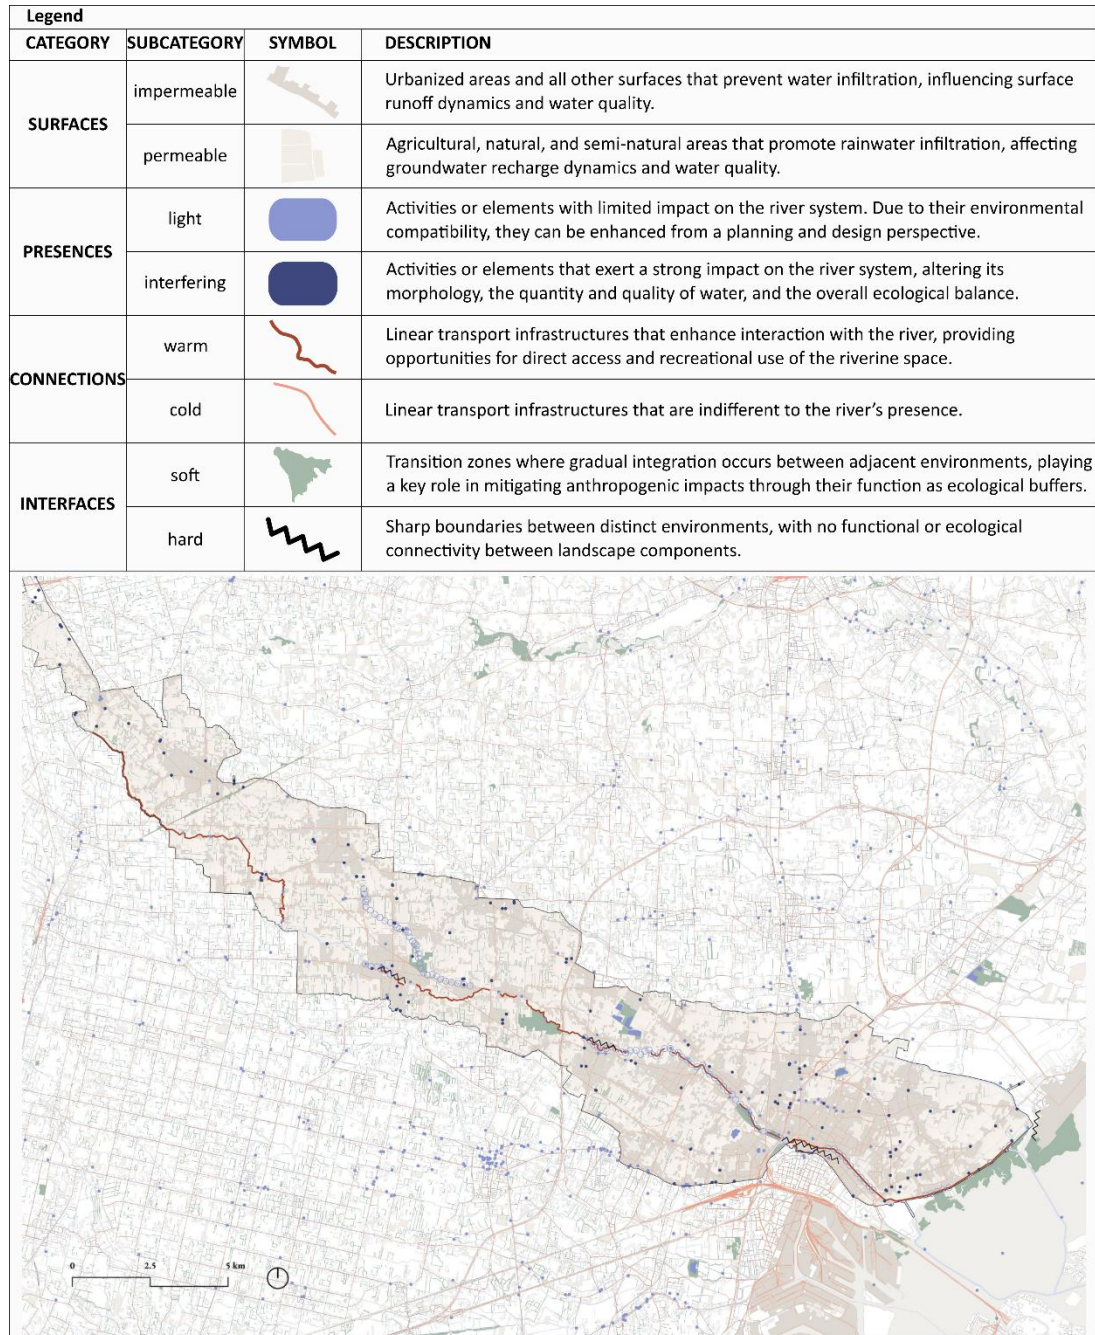 Legend
CATEGORY SUBCATEGORY SYMBOL DESCRIPTION
SURFACES
impermeable
Urbanized areas and all other surfaces that prevent water infiltration, influencing surface
runoff dynamics and water quality.
permeable
Agricultural, natural, and semi-natural areas that promote rainwater infiltration, affecting
groundwater recharge dynamics and water quality.
PRESENCES
light
Activities or elements with limited impact on the river system. Due to their environmental
compatibility, they can be enhanced from a planning and design perspective.
interfering
Activities or elements that exert a strong impact on the river system, altering its
morphology, the quantity and quality of water, and the overall ecological balance.
CONNECTIONS
warm
Linear transport infrastructures that enhance interaction with the river, providing
opportunities for direct access and recreational use of the riverine space.
cold
Linear transport infrastructures that are indifferent to the river's presence.
INTERFACES
soft
Transition zones where gradual integration occurs between adjacent environments, playing
a key role in mitigating anthropogenic impacts through their function as ecological buffers.
hard
Sharp boundaries between distinct environments, with no functional or ecological
connectivity between landscape components.
0 2.5 5 km